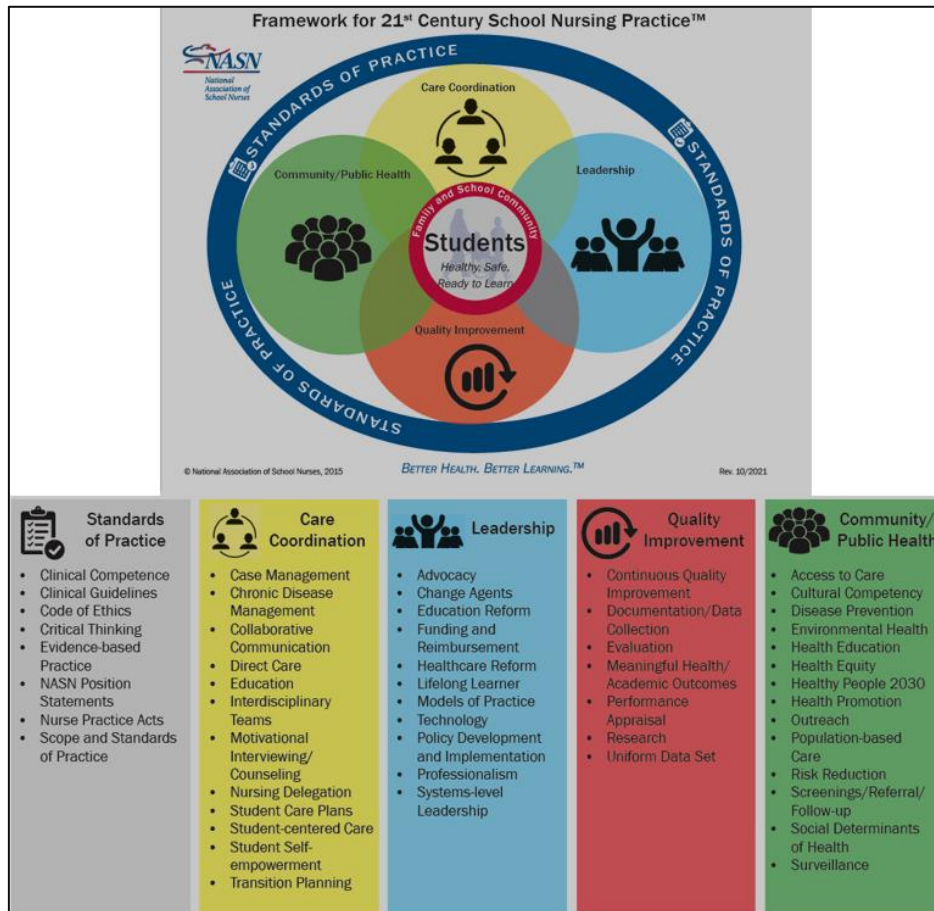 Framework for 21st Century School Nursing Practice™
NASN
National
Association of
School Nurses
STANDARDS OF PRACTICE
STANDARDS OF PRACTICE
STANDARDS OF PRACTICE
Care Coordination
Community/Public Health
Leadership
Family and School Community
Students
Healthy, Safe,
Ready to Learn
Quality Improvement
© National Association of School Nurses, 2015
BETTER HEALTH. BETTER LEARNING.™
Rev. 10/2021
Standards
of Practice
• Clinical Competence
• Clinical Guidelines
• Code of Ethics
• Critical Thinking
• Evidence-based
Practice
• NASN Position
Statements
• Nurse Practice Acts
• Scope and Standards
of Practice
Care
Coordination
• Case Management
• Chronic Disease
Management
• Collaborative
Communication
• Direct Care
• Education
• Interdisciplinary
Teams
• Motivational
Interviewing/
Counseling
• Nursing Delegation
• Student Care Plans
• Student-centered Care
• Student Self-
empowerment
• Transition Planning
Leadership
• Advocacy
• Change Agents
• Education Reform
• Funding and
Reimbursement
• Healthcare Reform
• Lifelong Learner
• Models of Practice
• Technology
• Policy Development
and Implementation
• Professionalism
• Systems-level
Leadership
Quality
Improvement
• Continuous Quality
Improvement
• Documentation/Data
Collection
• Evaluation
• Meaningful Health/
Academic Outcomes
• Performance
Appraisal
• Research
• Uniform Data Set
Community/
Public Health
• Access to Care
• Cultural Competency
• Disease Prevention
• Environmental Health
• Health Education
• Health Equity
• Healthy People 2030
• Health Promotion
• Outreach
• Population-based
Care
• Risk Reduction
• Screenings/Referral/
Follow-up
• Social Determinants
of Health
• Surveillance